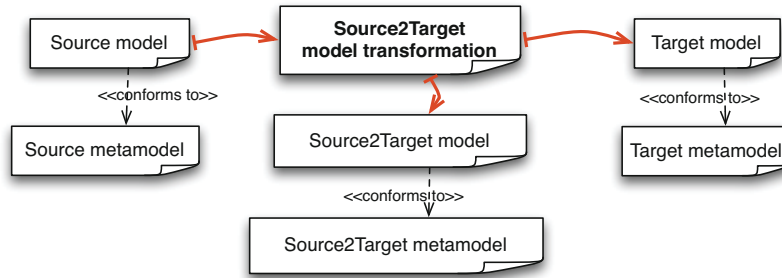 Source model
Source2Target
model transformation
Target model
<<conforms to>>
<<conforms to>>
Source metamodel
Source2Target model
Target metamodel
<<conforms to>>
Source2Target metamodel